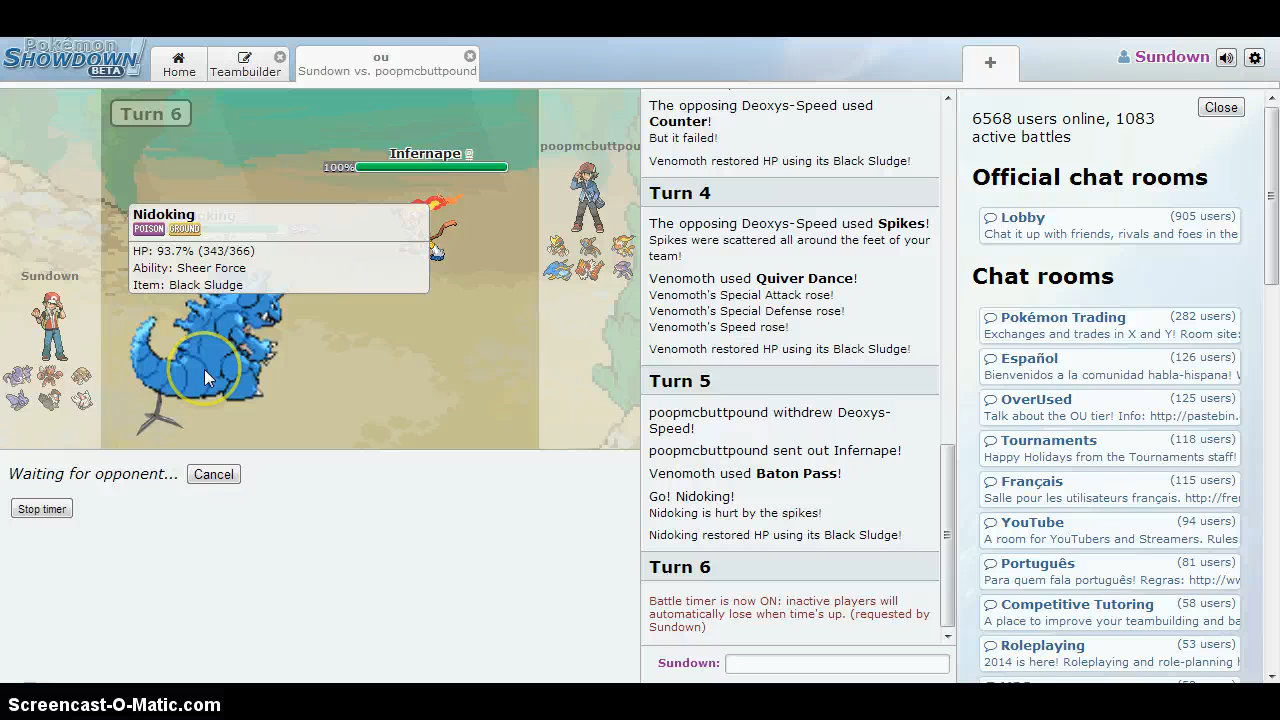 Pokémon
SHOWDOWN!
BETA
Home
Teambuilder
ou
Sundown vs. poopmcbuttpound
+
Sundown
Turn 6
Infernape
100%
poopmcbuttpou
Nidoking
POISON GROUND
HP: 93.7% (343/366)
Ability: Sheer Force
Item: Black Sludge
Sundown
Waiting for opponent... Cancel
Stop timer
The opposing Deoxys-Speed used
Counter!
But it failed!
Venomoth restored HP using its Black Sludge!
Turn 4
The opposing Deoxys-Speed used Spikes!
Spikes were scattered all around the feet of your
team!
Venomoth used Quiver Dance!
Venomoth's Special Attack rose!
Venomoth's Special Defense rose!
Venomoth's Speed rose!
Venomoth restored HP using its Black Sludge!
Turn 5
poopmcbuttpound withdrew Deoxys-
Speed!
poopmcbuttpound sent out Infernape!
Venomoth used Baton Pass!
Go! Nidoking!
Nidoking is hurt by the spikes!
Nidoking restored HP using its Black Sludge!
Turn 6
Battle timer is now ON: inactive players will
automatically lose when time's up. (requested by
Sundown)
Sundown:
Close
6568 users online, 1083
active battles
Official chat rooms
Lobby (905 users)
Chat it up with friends, rivals and foes in the
Chat rooms
Pokémon Trading (282 users)
Exchanges and trades in X and Y! Room site:
Español (126 users)
Bienvenidos a la comunidad habla-hispana!
OverUsed (125 users)
Talk about the OU tier! Info: http://pastebin.
Tournaments (118 users)
Happy Holidays from the Tournaments staff!
Français (115 users)
Salle pour les utilisateurs français. http://fre
YouTube (94 users)
A room for YouTubers and Streamers. Rules
Português (81 users)
Para quem fala português! Regras: http://w
Competitive Tutoring (58 users)
A place to improve your teambuilding and ba
Roleplaying (53 users)
2014 is here! Roleplaying and role-planning
Screencast-O-Matic.com